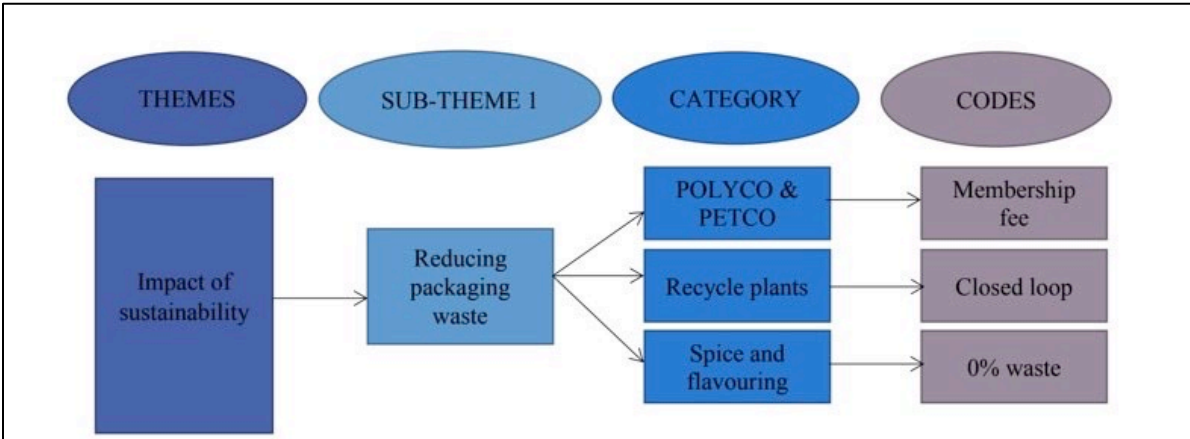 THEMES
SUB-THEME 1
CATEGORY
CODES
Impact of
sustainability
Reducing
packaging
waste
POLYCO &
PETCO
Membership
fee
Recycle plants
Closed loop
Spice and
flavouring
0% waste